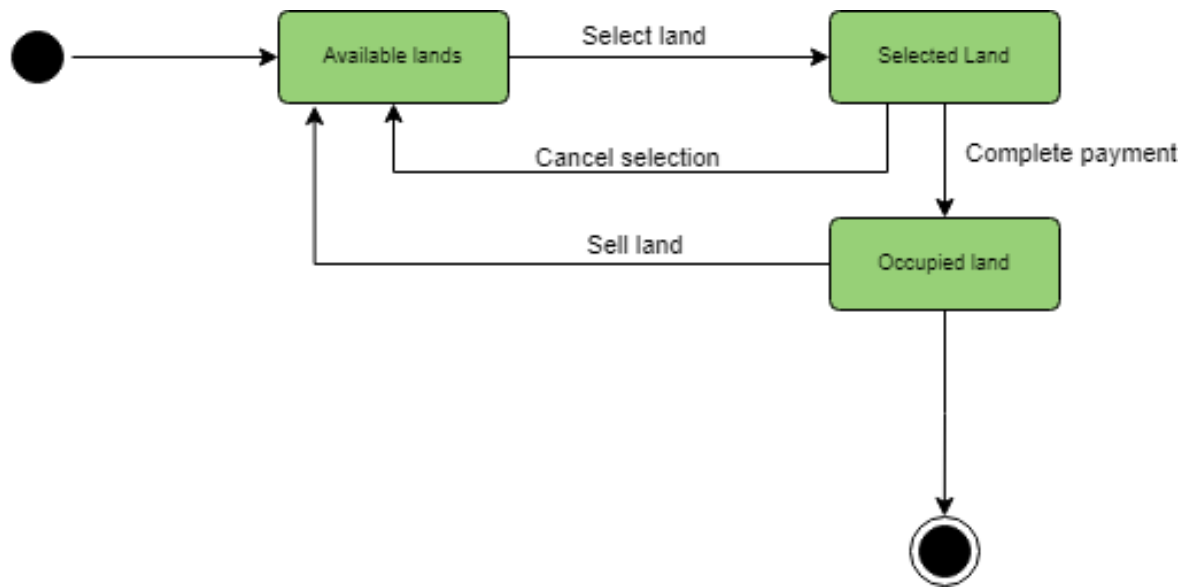 Available lands
Select land
Selected Land
Cancel selection
Complete payment
Sell land
Occupied land